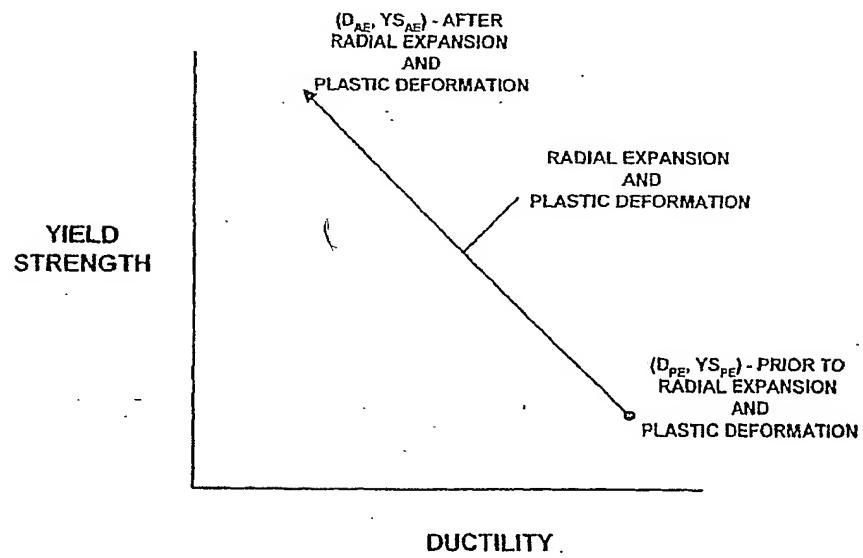 (D_AE, YS_AE) - AFTER
RADIAL EXPANSION
AND
PLASTIC DEFORMATION
RADIAL EXPANSION
AND
PLASTIC DEFORMATION
YIELD
STRENGTH
(D_PE, YS_PE) - PRIOR TO
RADIAL EXPANSION
AND
PLASTIC DEFORMATION
DUCTILITY